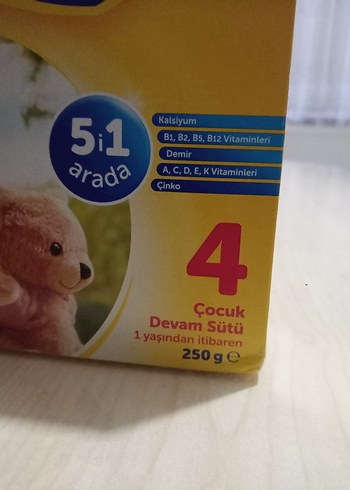 5i1
arada
Kalsiyum
B1, B2, B5, B12 Vitaminleri
Demir
A, C, D, E, K Vitaminleri
Çinko
4
Çocuk
Devam Sütü
1 yaşından itibaren
250 g ℮